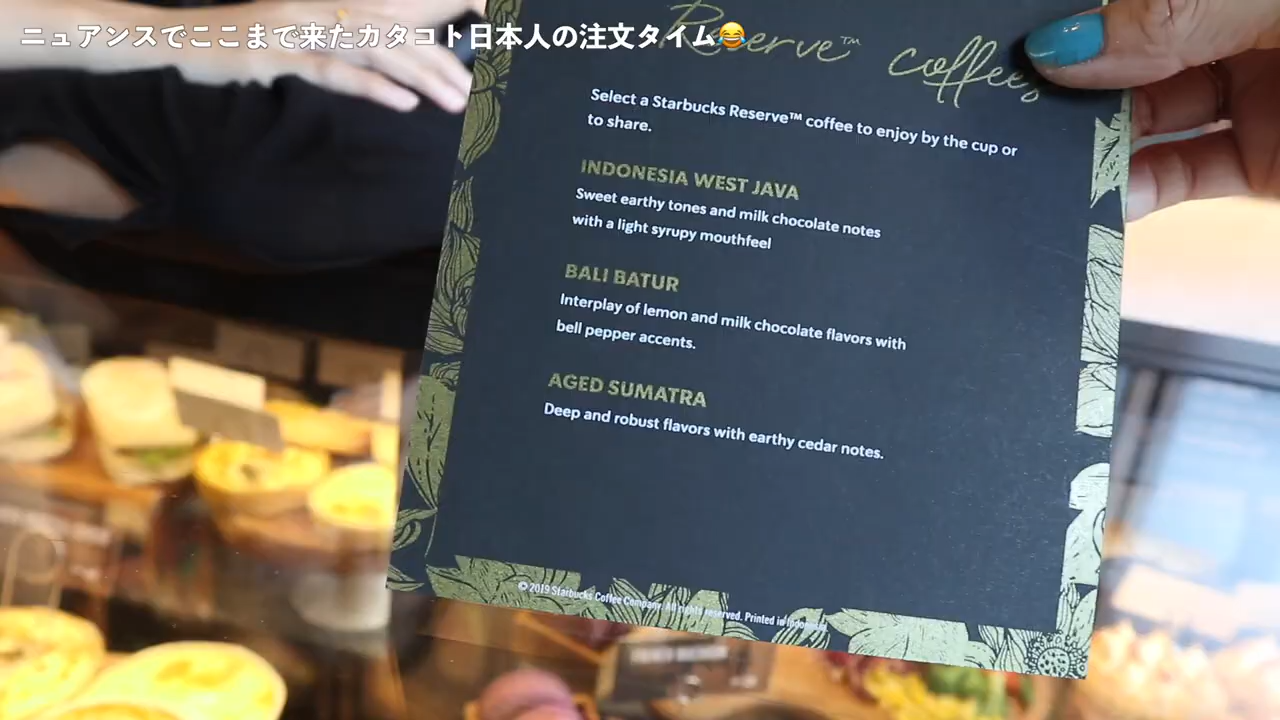 ニュアンスでここまで来たカタコト日本人の注文タイム😂
Reserve™ coffees
Select a Starbucks Reserve™ coffee to enjoy by the cup or
to share.
INDONESIA WEST JAVA
Sweet earthy tones and milk chocolate notes
with a light syrupy mouthfeel
BALI BATUR
Interplay of lemon and milk chocolate flavors with
bell pepper accents.
AGED SUMATRA
Deep and robust flavors with earthy cedar notes.
© 2019 Starbucks Coffee Company. All rights reserved. Printed in Indonesia